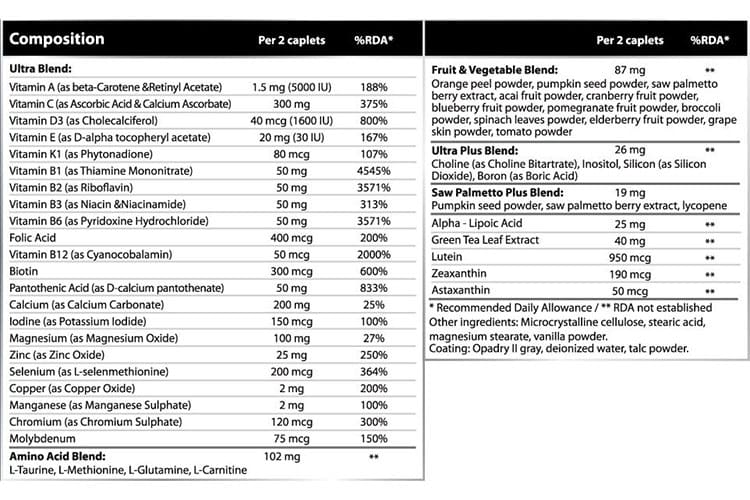 Composition Per 2 caplets %RDA*
Ultra Blend:
Vitamin A (as beta-Carotene &Retinyl Acetate) 1.5 mg (5000 IU) 188%
Vitamin C (as Ascorbic Acid & Calcium Ascorbate) 300 mg 375%
Vitamin D3 (as Cholecalciferol) 40 mcg (1600 IU) 800%
Vitamin E (as D-alpha tocopheryl acetate) 20 mg (30 IU) 167%
Vitamin K1 (as Phytonadione) 80 mcg 107%
Vitamin B1 (as Thiamine Mononitrate) 50 mg 4545%
Vitamin B2 (as Riboflavin) 50 mg 3571%
Vitamin B3 (as Niacin &Niacinamide) 50 mg 313%
Vitamin B6 (as Pyridoxine Hydrochloride) 50 mg 3571%
Folic Acid 400 mcg 200%
Vitamin B12 (as Cyanocobalamin) 50 mcg 2000%
Biotin 300 mcg 600%
Pantothenic Acid (as D-calcium pantothenate) 50 mg 833%
Calcium (as Calcium Carbonate) 200 mg 25%
Iodine (as Potassium Iodide) 150 mcg 100%
Magnesium (as Magnesium Oxide) 100 mg 27%
Zinc (as Zinc Oxide) 25 mg 250%
Selenium (as L-selenmethionine) 200 mcg 364%
Copper (as Copper Oxide) 2 mg 200%
Manganese (as Manganese Sulphate) 2 mg 100%
Chromium (as Chromium Sulphate) 120 mcg 300%
Molybdenum 75 mcg 150%
Amino Acid Blend: 102 mg **
L-Taurine, L-Methionine, L-Glutamine, L-Carnitine
Per 2 caplets %RDA*
Fruit & Vegetable Blend: 87 mg **
Orange peel powder, pumpkin seed powder, saw palmetto
berry extract, acai fruit powder, cranberry fruit powder,
blueberry fruit powder, pomegranate fruit powder, broccoli
powder, spinach leaves powder, elderberry fruit powder, grape
skin powder, tomato powder
Ultra Plus Blend: 26 mg **
Choline (as Choline Bitartrate), Inositol, Silicon (as Silicon
Dioxide), Boron (as Boric Acid)
Saw Palmetto Plus Blend: 19 mg
Pumpkin seed powder, saw palmetto berry extract, lycopene
Alpha - Lipoic Acid 25 mg **
Green Tea Leaf Extract 40 mg **
Lutein 950 mcg **
Zeaxanthin 190 mcg **
Astaxanthin 50 mcg **
* Recommended Daily Allowance / ** RDA not established
Other ingredients: Microcrystalline cellulose, stearic acid,
magnesium stearate, vanilla powder.
Coating: Opadry II gray, deionized water, talc powder.